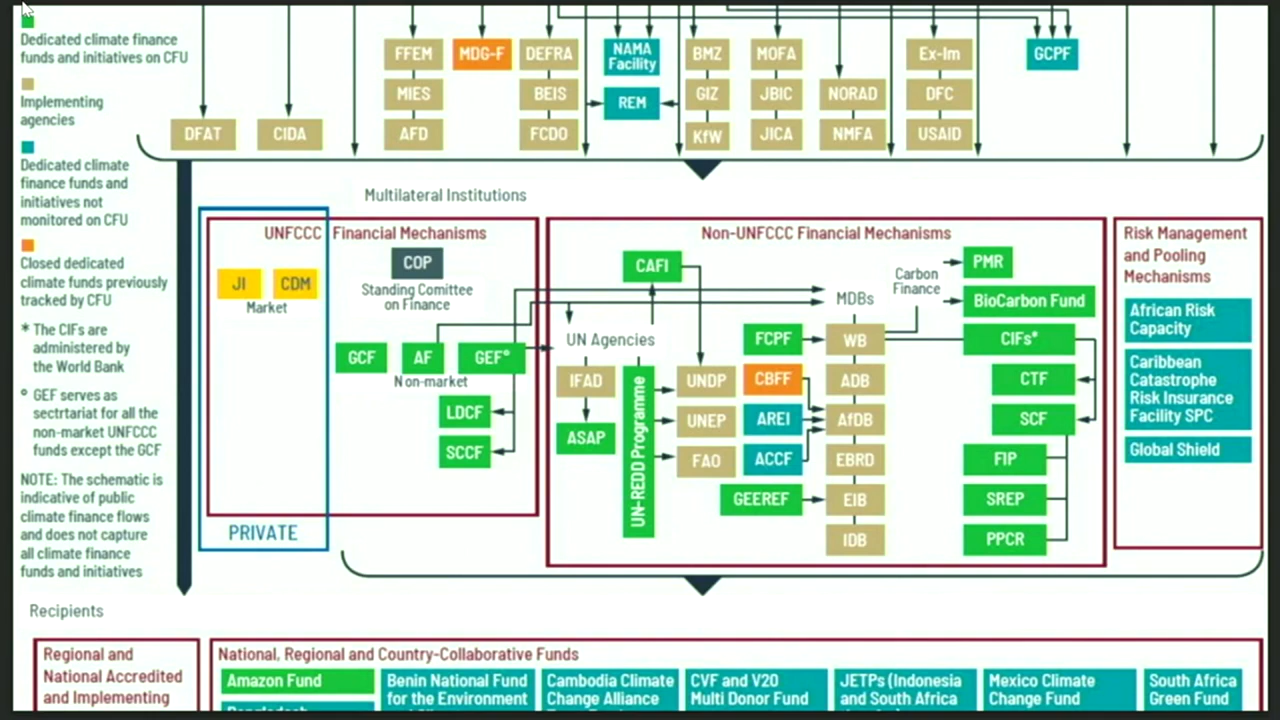 Dedicated climate finance
funds and initiatives on CFU
Implementing
agencies
Dedicated climate
finance funds and
initiatives not
monitored on CFU
Closed dedicated
climate funds previously
tracked by CFU
* The CIFs are
administered by
the World Bank
° GEF serves as
sectrtariat for all the
non-market UNFCCC
funds except the GCF
NOTE: The schematic is
indicative of public
climate finance flows
and does not capture
all climate finance
funds and initiatives
FFEM
MDG-F
DEFRA
NAMA
Facility
BMZ
MOFA
Ex-Im
GCPF
MIES
BEIS
REM
GIZ
JBIC
NORAD
DFC
DFAT
CIDA
AFD
FCDO
KfW
JICA
NMFA
USAID
Multilateral Institutions
UNFCCC Financial Mechanisms
JI
CDM
Market
COP
Standing Comittee
on Finance
GCF
AF
GEF°
Non-market
LDCF
SCCF
PRIVATE
Non-UNFCCC Financial Mechanisms
CAFI
UN Agencies
IFAD
ASAP
UN-REDD Programme
UNDP
UNEP
FAO
FCPF
CBFF
AREI
ACCF
GEEREF
MDBs
WB
ADB
AfDB
EBRD
EIB
IDB
Carbon
Finance
PMR
BioCarbon Fund
CIFs*
CTF
SCF
FIP
SREP
PPCR
Risk Management
and Pooling
Mechanisms
African Risk
Capacity
Caribbean
Catastrophe
Risk Insurance
Facility SPC
Global Shield
Recipients
Regional and
National Accredited
and Implementing
National, Regional and Country-Collaborative Funds
Amazon Fund
Benin National Fund
for the Environment
Cambodia Climate
Change Alliance
CVF and V20
Multi Donor Fund
JETPs (Indonesia
and South Africa
Mexico Climate
Change Fund
South Africa
Green Fund